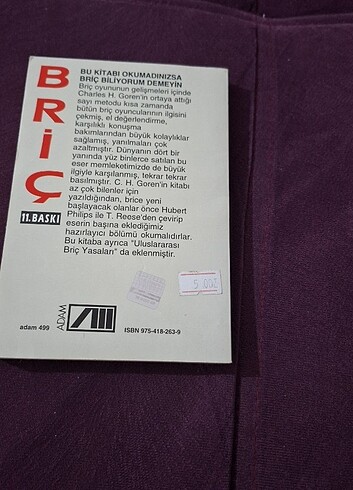 BRİÇ
11. BASKI
BU KİTABI OKUMADINIZSA
BRİÇ BİLİYORUM DEMEYİN
Briç oyununun gelişmeleri içinde
Charles H. Goren'in ortaya attığı
sayı metodu kısa zamanda
bütün briç oyuncularının ilgisini
çekmiş, el değerlendirme,
karşılıklı konuşma
bakımlarından büyük kolaylıklar
sağlamış, yanılmaları çok
azaltmıştır. Dünyanın dört bir
yanında yüz binlerce satılan bu
eser memleketimizde de büyük
ilgiyle karşılanmış, tekrar tekrar
basılmıştır. C. H. Goren'in kitabı
az çok bilenler için
yazıldığından, brice yeni
başlayacak olanlar önce Hubert
Philips ile T. Reese'den çevirip
eserin başına eklediğimiz
hazırlayıcı bölümü okumalıdırlar.
Bu kitaba ayrıca "Uluslararası
Briç Yasaları" da eklenmiştir.
5.002
adam 499
ADAM
ISBN 975-418-263-9